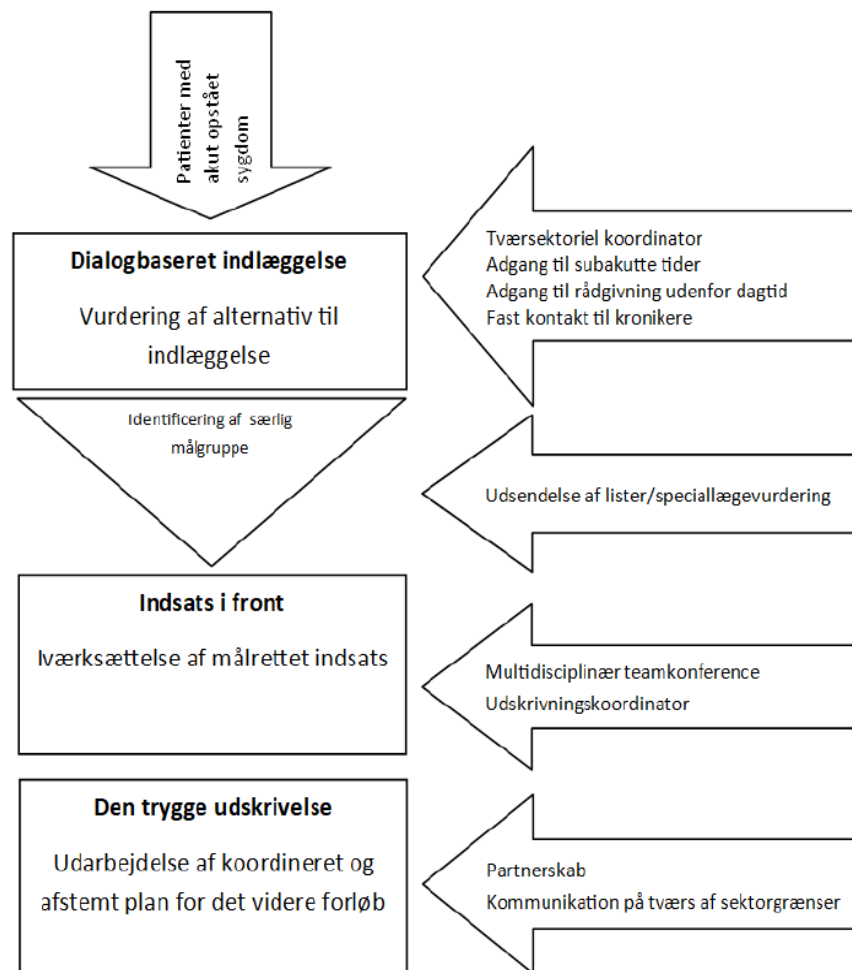 Patienter med
akut opstået
sygdom
Dialogbaseret indlæggelse
Vurdering af alternativ til
indlæggelse
Tværsektoriel koordinator
Adgang til subakutte tider
Adgang til rådgivning udenfor dagtid
Fast kontakt til kronikere
Identificering af særlig
målgruppe
Udsendelse af lister/speciallægevurdering
Indsats i front
Iværksættelse af målrettet indsats
Multidisciplinær teamkonference
Udskrivningskoordinator
Den trygge udskrivelse
Udarbejdelse af koordineret og
afstemt plan for det videre forløb
Partnerskab
Kommunikation på tværs af sektorgrænser